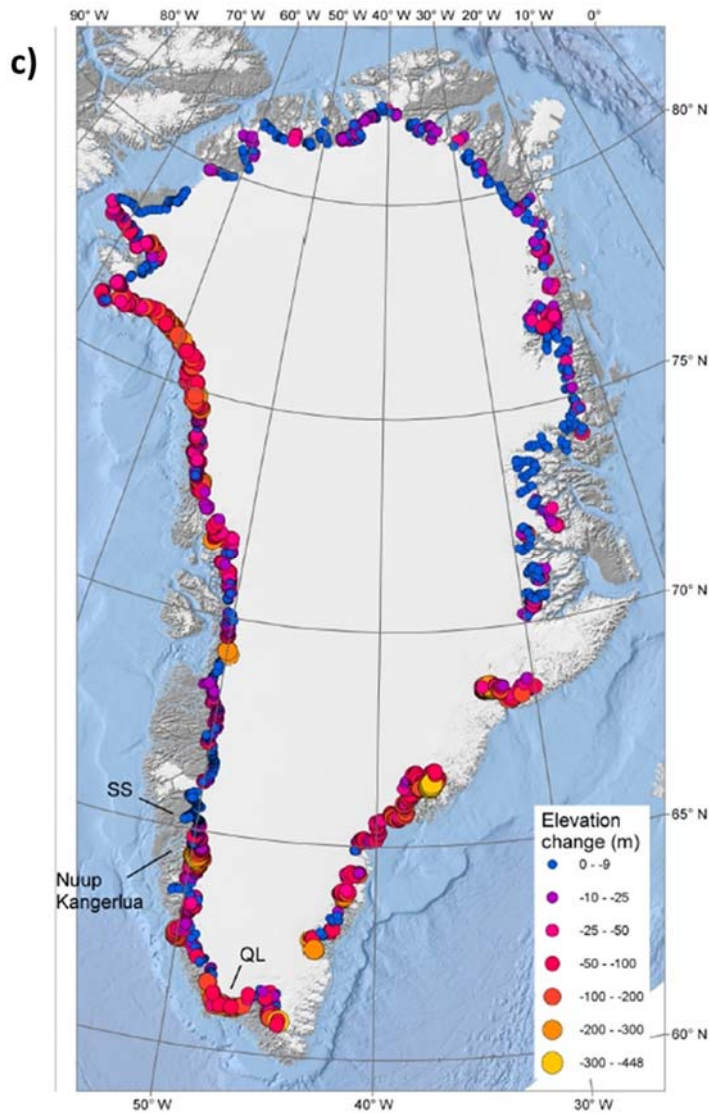 90° W 80° W 70° W 60° W 50° W 40° W 30° W 20° W 10° W 0°
c)
80° N
75° N
70° N
65° N
60° N
SS
Nuup
Kangerlua
QL
Elevation
change (m)
0 - -9
-10 - -25
-25 - -50
-50 - -100
-100 - -200
-200 - -300
-300 - -448
50° W 40° W 30° W